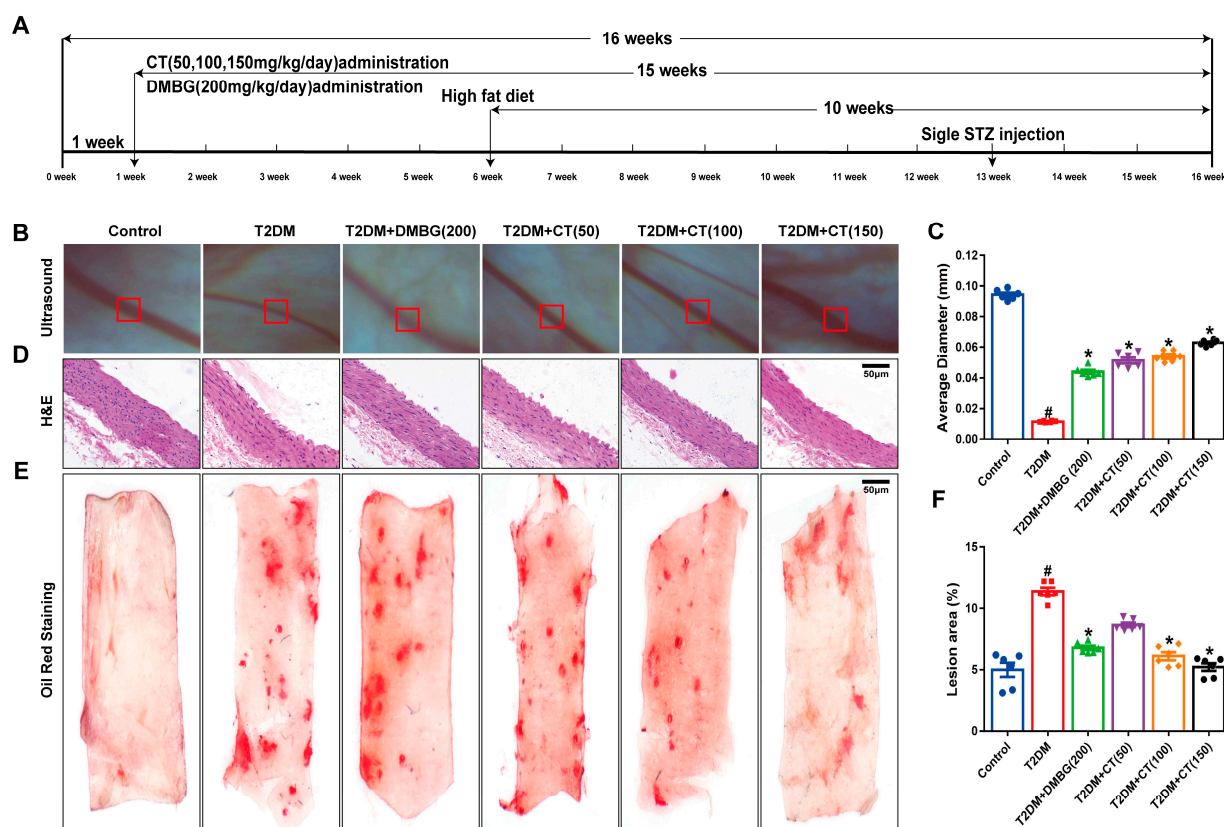 A
16 weeks
CT(50,100,150mg/kg/day)administration
15 weeks
DMBG(200mg/kg/day)administration
High fat diet
10 weeks
1 week
Sigle STZ injection
0 week 1 week 2 week 3 week 4 week 5 week 6 week 7 week 8 week 9 week 10 week 11 week 12 week 13 week 14 week 15 week 16 week
B
Control T2DM T2DM+DMBG(200) T2DM+CT(50) T2DM+CT(100) T2DM+CT(150)
Ultrasound
D
H&E
50μm
E
Oil Red Staining
50μm
C
Average Diameter (mm)
0.12
0.10
0.08
0.06
0.04
0.02
0.00
#
*
*
*
*
Control
T2DM
T2DM+DMBG (200)
T2DM+CT(50)
T2DM+CT(100)
T2DM+CT(150)
F
Lesion area (%)
15
10
5
0
#
*
*
*
Control
T2DM
T2DM+DMBG(200)
T2DM+CT(50)
T2DM+CT(100)
T2DM+CT(150)